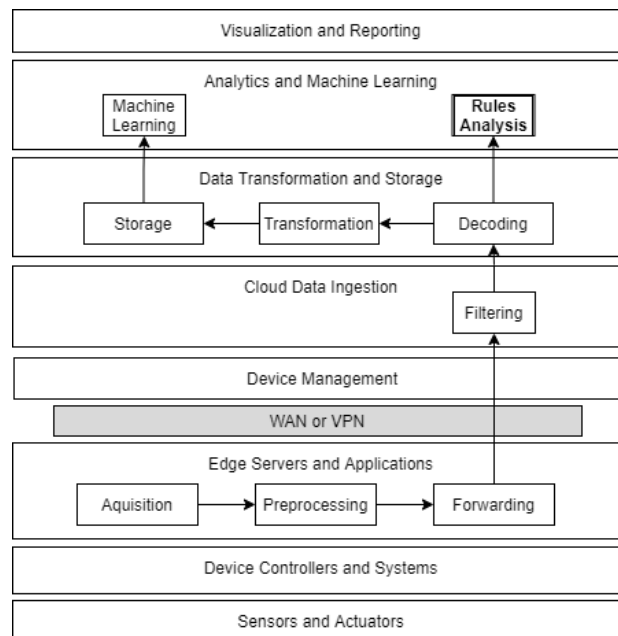 Visualization and Reporting
Analytics and Machine Learning
Machine
Learning
Rules
Analysis
Data Transformation and Storage
Storage
Transformation
Decoding
Cloud Data Ingestion
Filtering
Device Management
WAN or VPN
Edge Servers and Applications
Aquisition
Preprocessing
Forwarding
Device Controllers and Systems
Sensors and Actuators